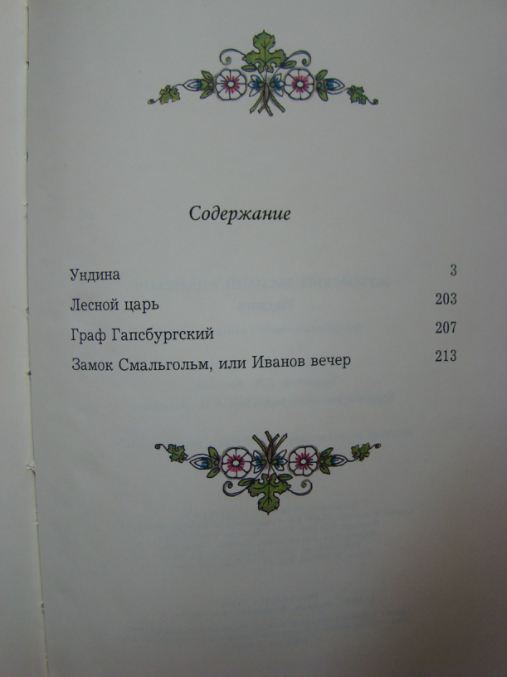 Содержание
Ундина 3
Лесной царь 203
Граф Гапсбургский 207
Замок Смальгольм, или Иванов вечер 213